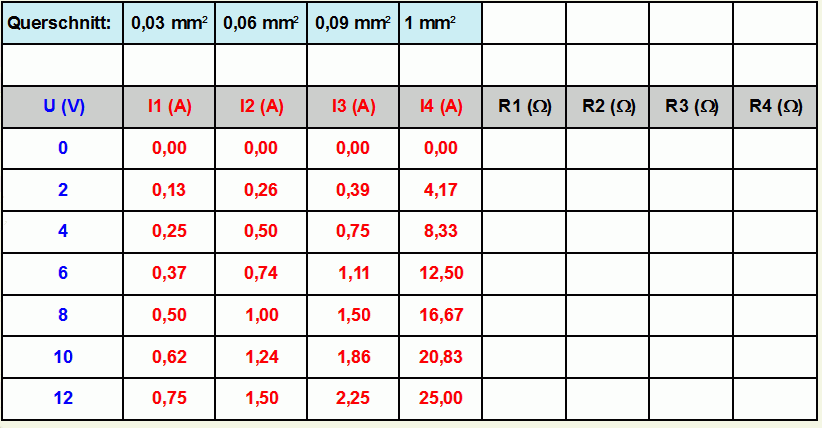 Querschnitt: 0,03 mm² 0,06 mm² 0,09 mm² 1 mm²
U (V) I1 (A) I2 (A) I3 (A) I4 (A) R1 (Ω) R2 (Ω) R3 (Ω) R4 (Ω)
0 0,00 0,00 0,00 0,00
2 0,13 0,26 0,39 4,17
4 0,25 0,50 0,75 8,33
6 0,37 0,74 1,11 12,50
8 0,50 1,00 1,50 16,67
10 0,62 1,24 1,86 20,83
12 0,75 1,50 2,25 25,00